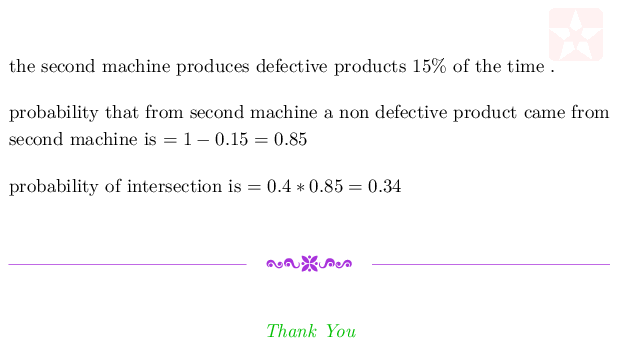 the second machine produces defective products 15% of the time .
probability that from second machine a non defective product came from
second machine is = 1 − 0.15 = 0.85
probability of intersection is = 0.4 ∗ 0.85 = 0.34
Thank You